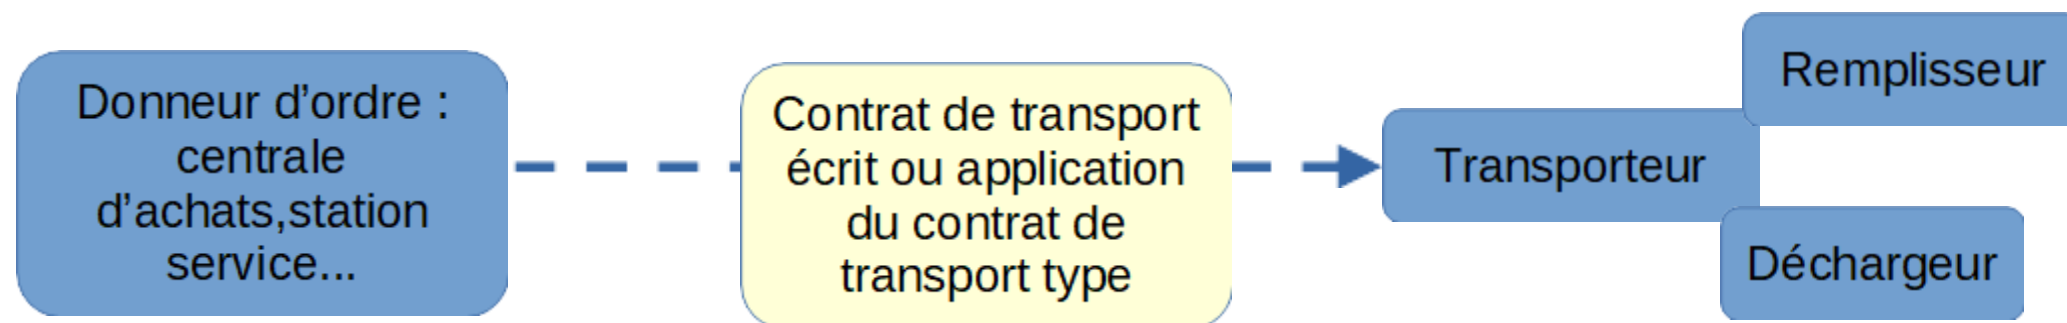 Donneur d’ordre :
centrale
d’achats,station
service...
Contrat de transport
écrit ou application
du contrat de
transport type
Transporteur
Remplisseur
Déchargeur